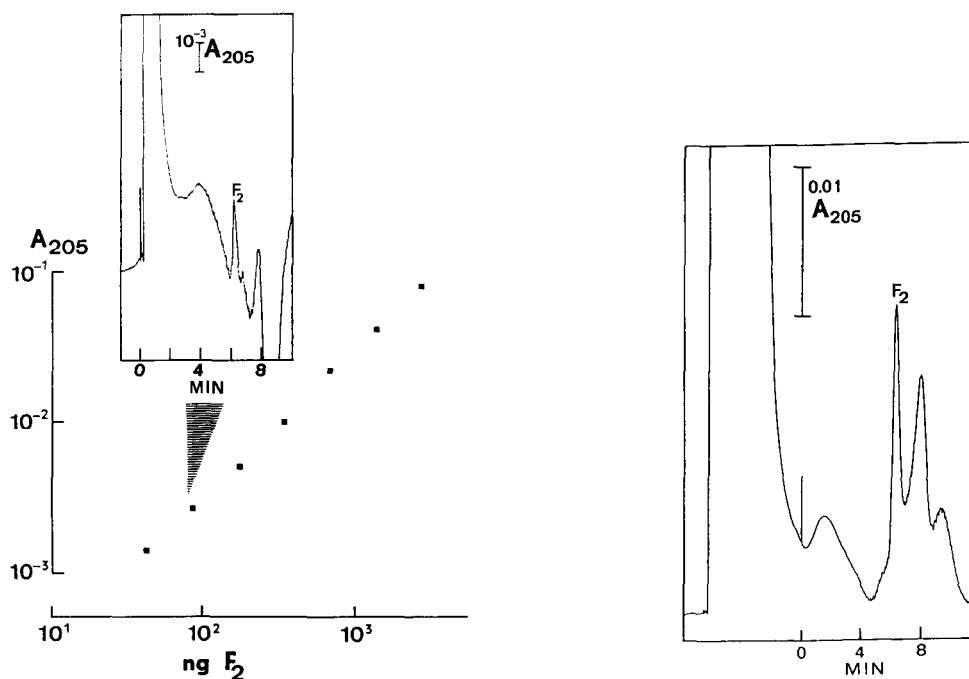 10⁻³ A₂₀₅
F₂
0 4 8
MIN
A₂₀₅
10⁻¹
10⁻²
10⁻³
10¹ 10² 10³
ng F₂
0.01
A₂₀₅
F₂
0 4 8
MIN